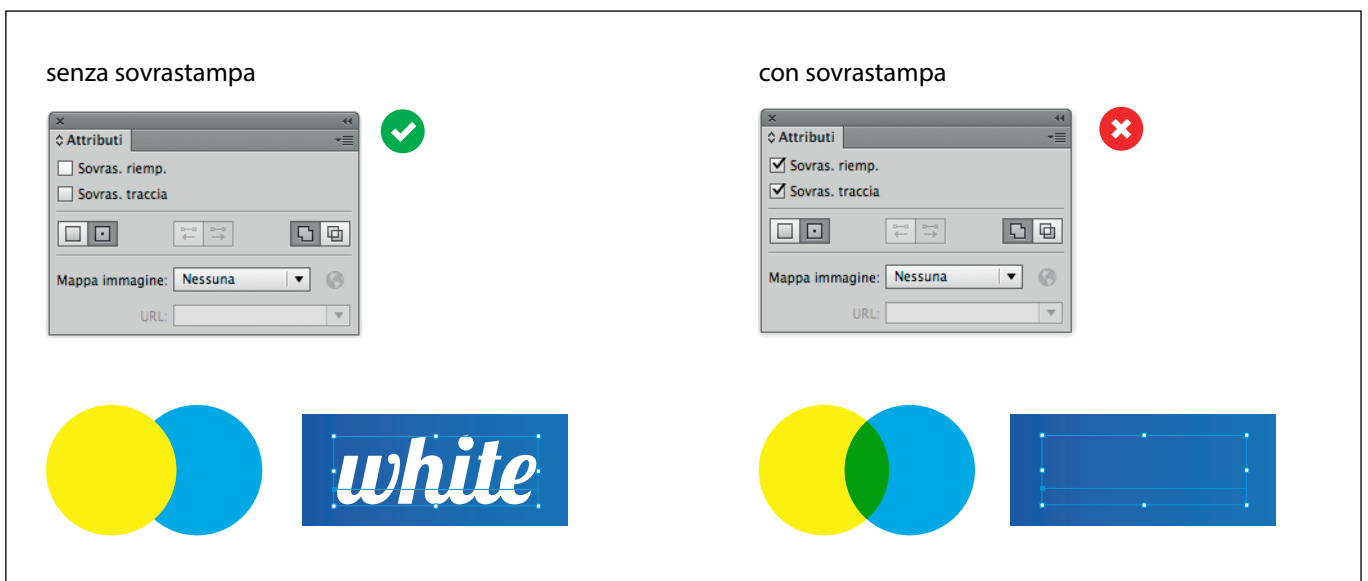 senza sovrastampa
Attributi
Sovras. riemp.
Sovras. traccia
Mappa immagine: Nessuna
URL:
white
con sovrastampa
Attributi
Sovras. riemp.
Sovras. traccia
Mappa immagine: Nessuna
URL: